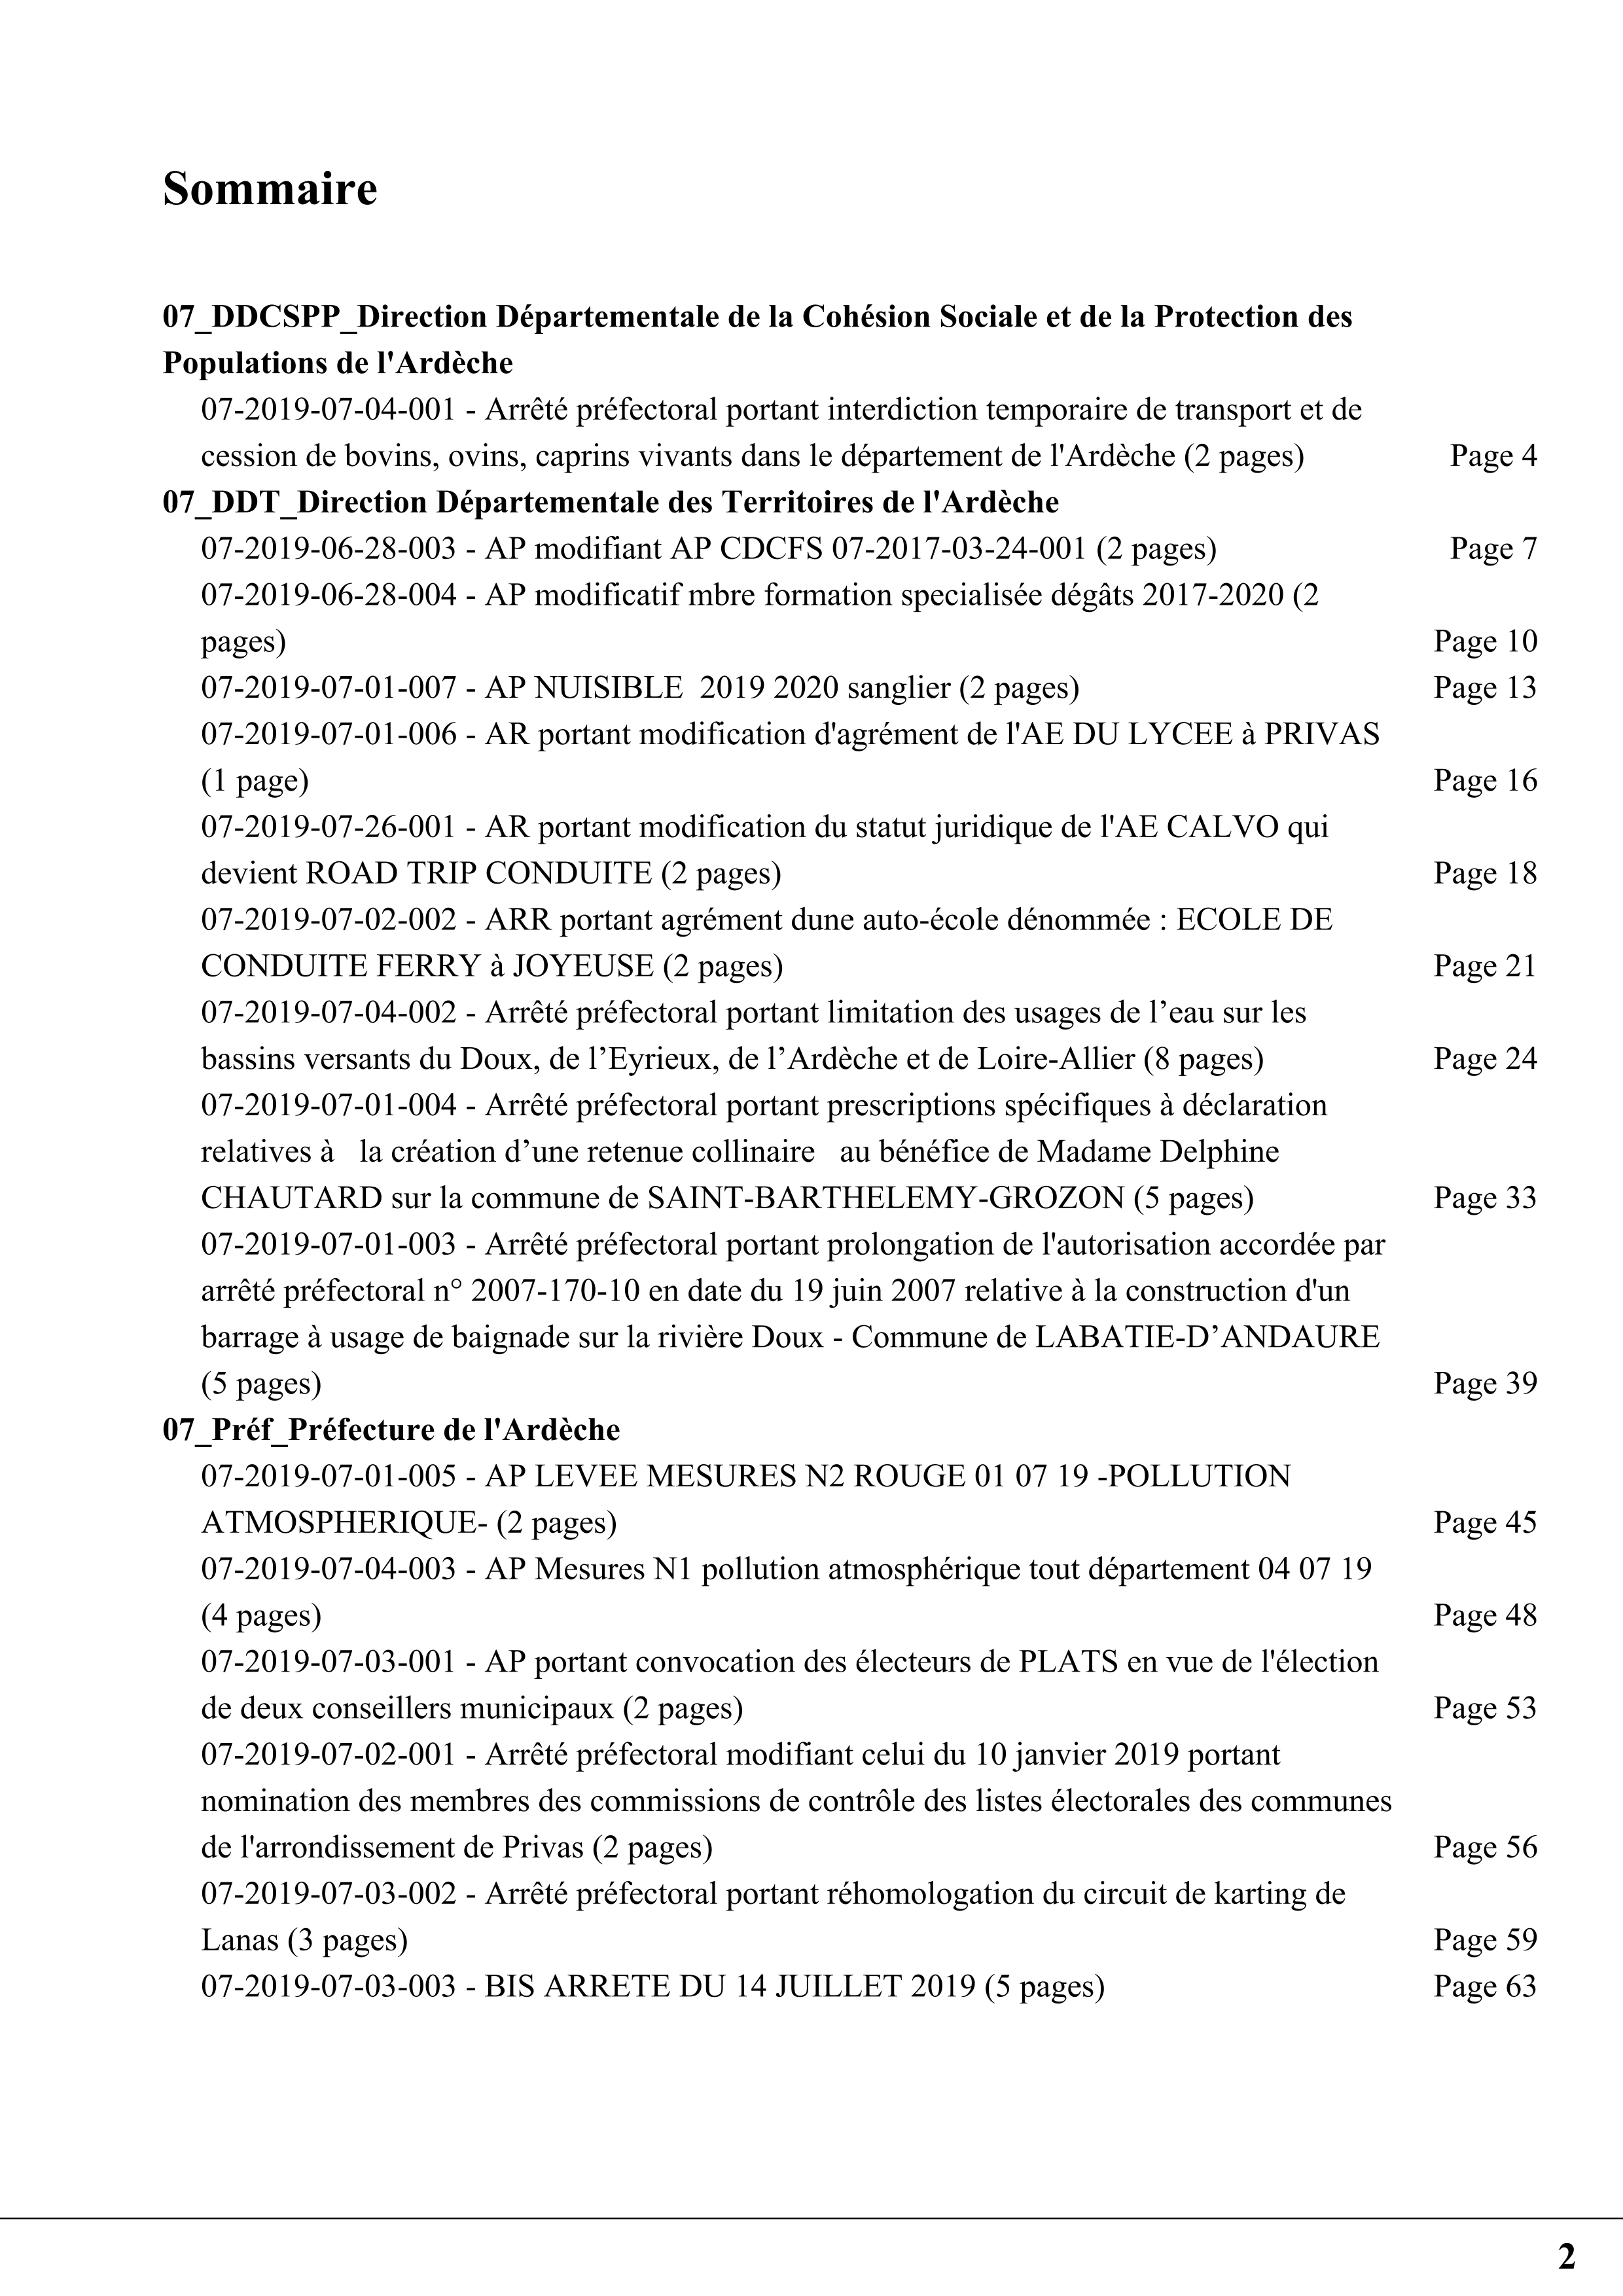 Sommaire
07_DDCSPP_Direction Départementale de la Cohésion Sociale et de la Protection des
Populations de l'Ardèche
07-2019-07-04-001 - Arrêté préfectoral portant interdiction temporaire de transport et de
cession de bovins, ovins, caprins vivants dans le département de l'Ardèche (2 pages) Page 4
07_DDT_Direction Départementale des Territoires de l'Ardèche
07-2019-06-28-003 - AP modifiant AP CDCFS 07-2017-03-24-001 (2 pages) Page 7
07-2019-06-28-004 - AP modificatif mbre formation specialisée dégâts 2017-2020 (2
pages) Page 10
07-2019-07-01-007 - AP NUISIBLE  2019 2020 sanglier (2 pages) Page 13
07-2019-07-01-006 - AR portant modification d'agrément de l'AE DU LYCEE à PRIVAS
(1 page) Page 16
07-2019-07-26-001 - AR portant modification du statut juridique de l'AE CALVO qui
devient ROAD TRIP CONDUITE (2 pages) Page 18
07-2019-07-02-002 - ARR portant agrément dune auto-école dénommée : ECOLE DE
CONDUITE FERRY à JOYEUSE (2 pages) Page 21
07-2019-07-04-002 - Arrêté préfectoral portant limitation des usages de l’eau sur les
bassins versants du Doux, de l’Eyrieux, de l’Ardèche et de Loire-Allier (8 pages) Page 24
07-2019-07-01-004 - Arrêté préfectoral portant prescriptions spécifiques à déclaration
relatives à   la création d’une retenue collinaire   au bénéfice de Madame Delphine
CHAUTARD sur la commune de SAINT-BARTHELEMY-GROZON (5 pages) Page 33
07-2019-07-01-003 - Arrêté préfectoral portant prolongation de l'autorisation accordée par
arrêté préfectoral n° 2007-170-10 en date du 19 juin 2007 relative à la construction d'un
barrage à usage de baignade sur la rivière Doux - Commune de LABATIE-D’ANDAURE
(5 pages) Page 39
07_Préf_Préfecture de l'Ardèche
07-2019-07-01-005 - AP LEVEE MESURES N2 ROUGE 01 07 19 -POLLUTION
ATMOSPHERIQUE- (2 pages) Page 45
07-2019-07-04-003 - AP Mesures N1 pollution atmosphérique tout département 04 07 19
(4 pages) Page 48
07-2019-07-03-001 - AP portant convocation des électeurs de PLATS en vue de l'élection
de deux conseillers municipaux (2 pages) Page 53
07-2019-07-02-001 - Arrêté préfectoral modifiant celui du 10 janvier 2019 portant
nomination des membres des commissions de contrôle des listes électorales des communes
de l'arrondissement de Privas (2 pages) Page 56
07-2019-07-03-002 - Arrêté préfectoral portant réhomologation du circuit de karting de
Lanas (3 pages) Page 59
07-2019-07-03-003 - BIS ARRETE DU 14 JUILLET 2019 (5 pages) Page 63
2